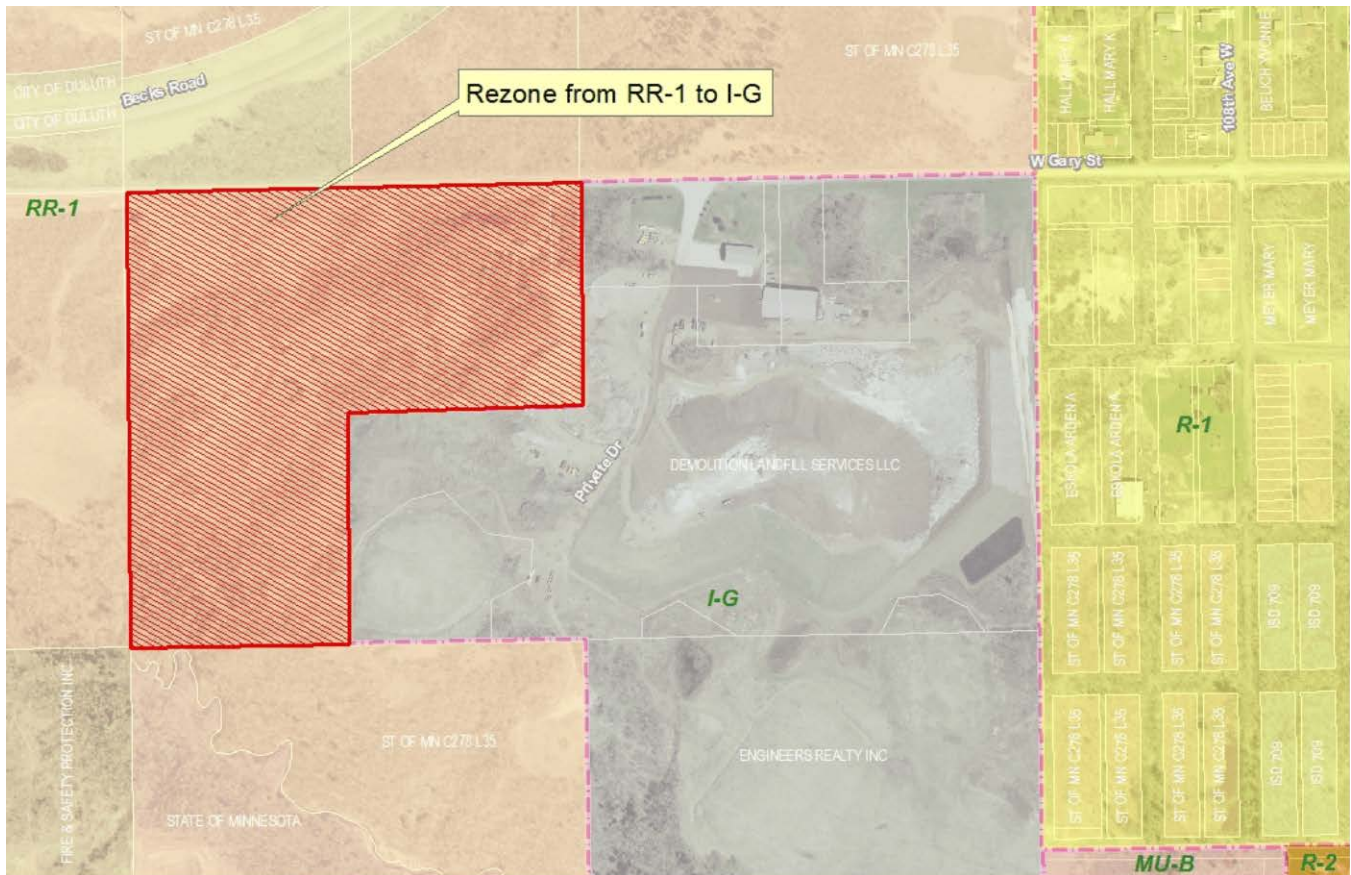 ST OF MN C278 L35
ST OF MN C278 L35
CITY OF DULUTH
CITY OF DULUTH
Becks Road
Rezone from RR-1 to I-G
HALL MARY K
HALL MARY K
108th Ave W
W Gary St
RR-1
MEYER MARY
MEYER MARY
Private Dr
DEMOLITION LANDFILL SERVICES LLC
ESKOLA ARDEN A
ESKOLA ARDEN A
R-1
I-G
ST OF MN C278 L35
ST OF MN C278 L35
ST OF MN C278 L35
ST OF MN C278 L35
ISD 709
ISD 709
FIRE & SAFETY PROTECTION INC
ST OF MN C278 L35
STATE OF MINNESOTA
ENGINEERS REALTY INC
ST OF MN C278 L35
ST OF MN C278 L35
ST OF MN C278 L35
ST OF MN C278 L35
ISD 709
ISD 709
MU-B
R-2